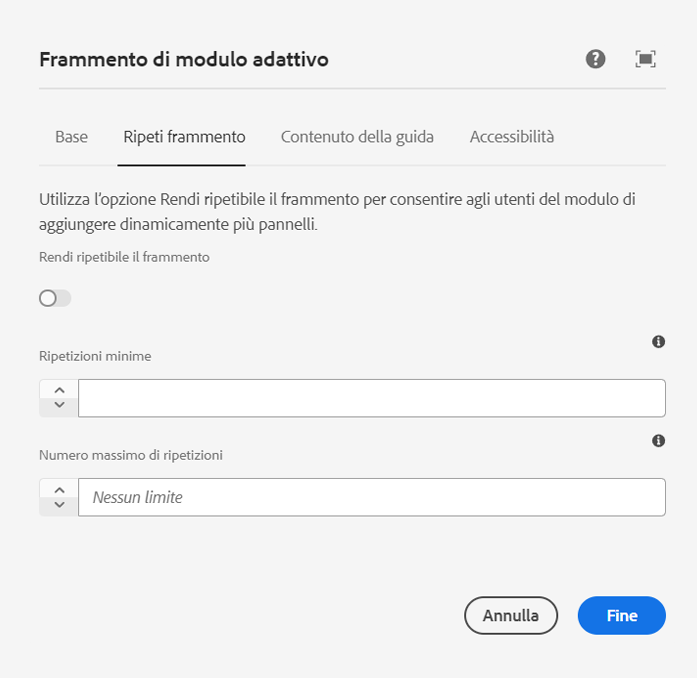 Frammento di modulo adattivo
Base
Ripeti frammento
Contenuto della guida
Accessibilità
Utilizza l’opzione Rendi ripetibile il frammento per consentire agli utenti del modulo di
aggiungere dinamicamente più pannelli.
Rendi ripetibile il frammento
Ripetizioni minime
Numero massimo di ripetizioni
Nessun limite
Annulla
Fine